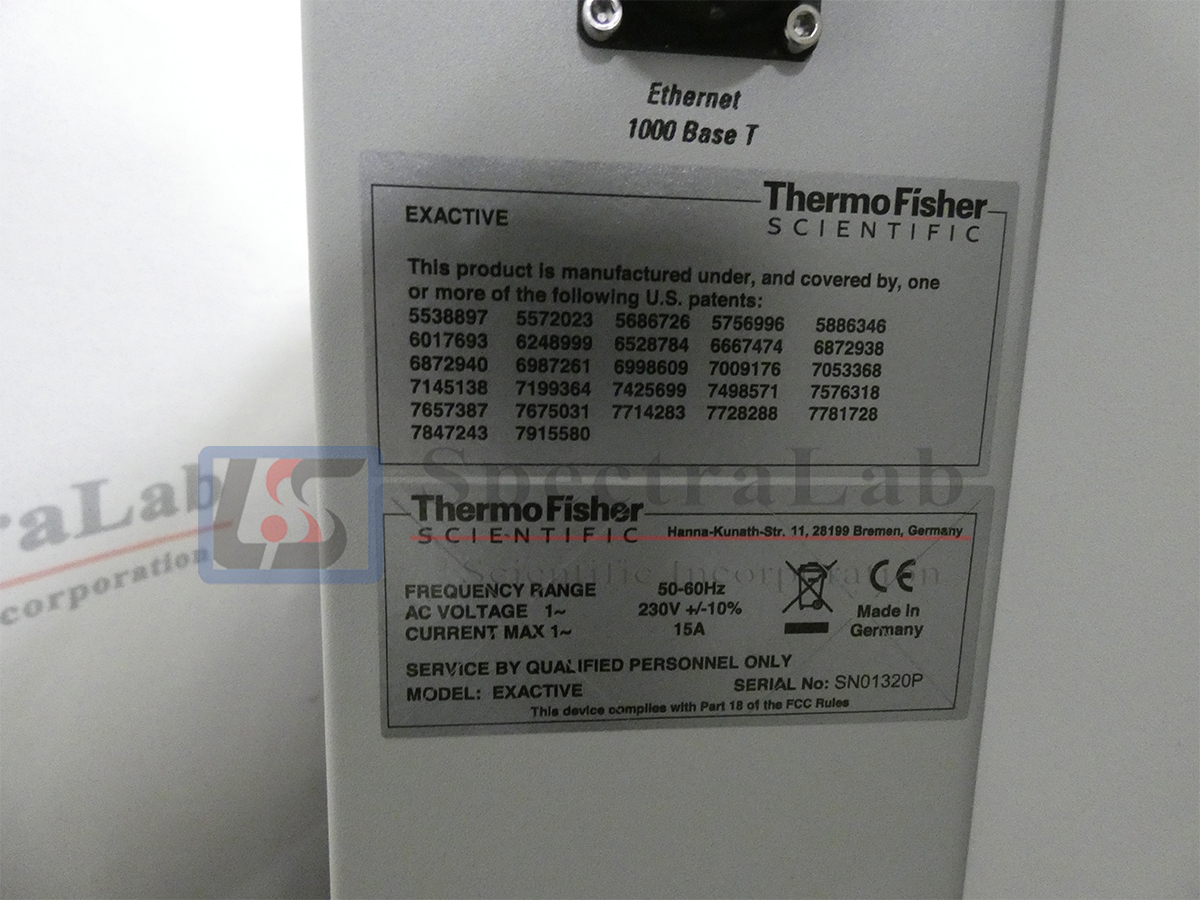 Ethernet
1000 Base T
ThermoFisher
SCIENTIFIC
EXACTIVE
This product is manufactured under, and covered by, one
or more of the following U.S. patents:
5538897 5572023 5686726 5756996 5886346
6017693 6248999 6528784 6667474 6872938
6872940 6987261 6998609 7009176 7053368
7145138 7199364 7425699 7498571 7576318
7657387 7675031 7714283 7728288 7781728
7847243 7915580
SpectraLab
Scientific Incorporation
raLab
corporation
LS
ThermoFisher
SCIENTIFIC
Hanna-Kunath-Str. 11, 28199 Bremen, Germany
FREQUENCY RANGE 50-60Hz
AC VOLTAGE 1~ 230V +/-10%
CURRENT MAX 1~ 15A
CE
Made in
Germany
SERVICE BY QUALIFIED PERSONNEL ONLY
MODEL: EXACTIVE SERIAL No: SN01320P
This device complies with Part 18 of the FCC Rules